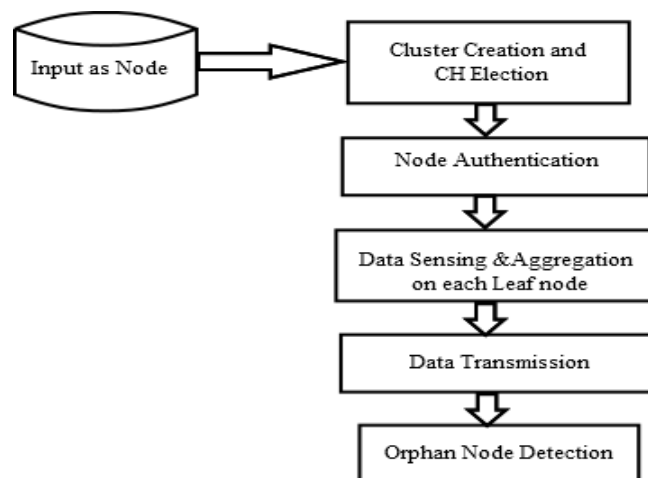 Input as Node
Cluster Creation and
CH Election
Node Authentication
Data Sensing &Aggregation
on each Leaf node
Data Transmission
Orphan Node Detection